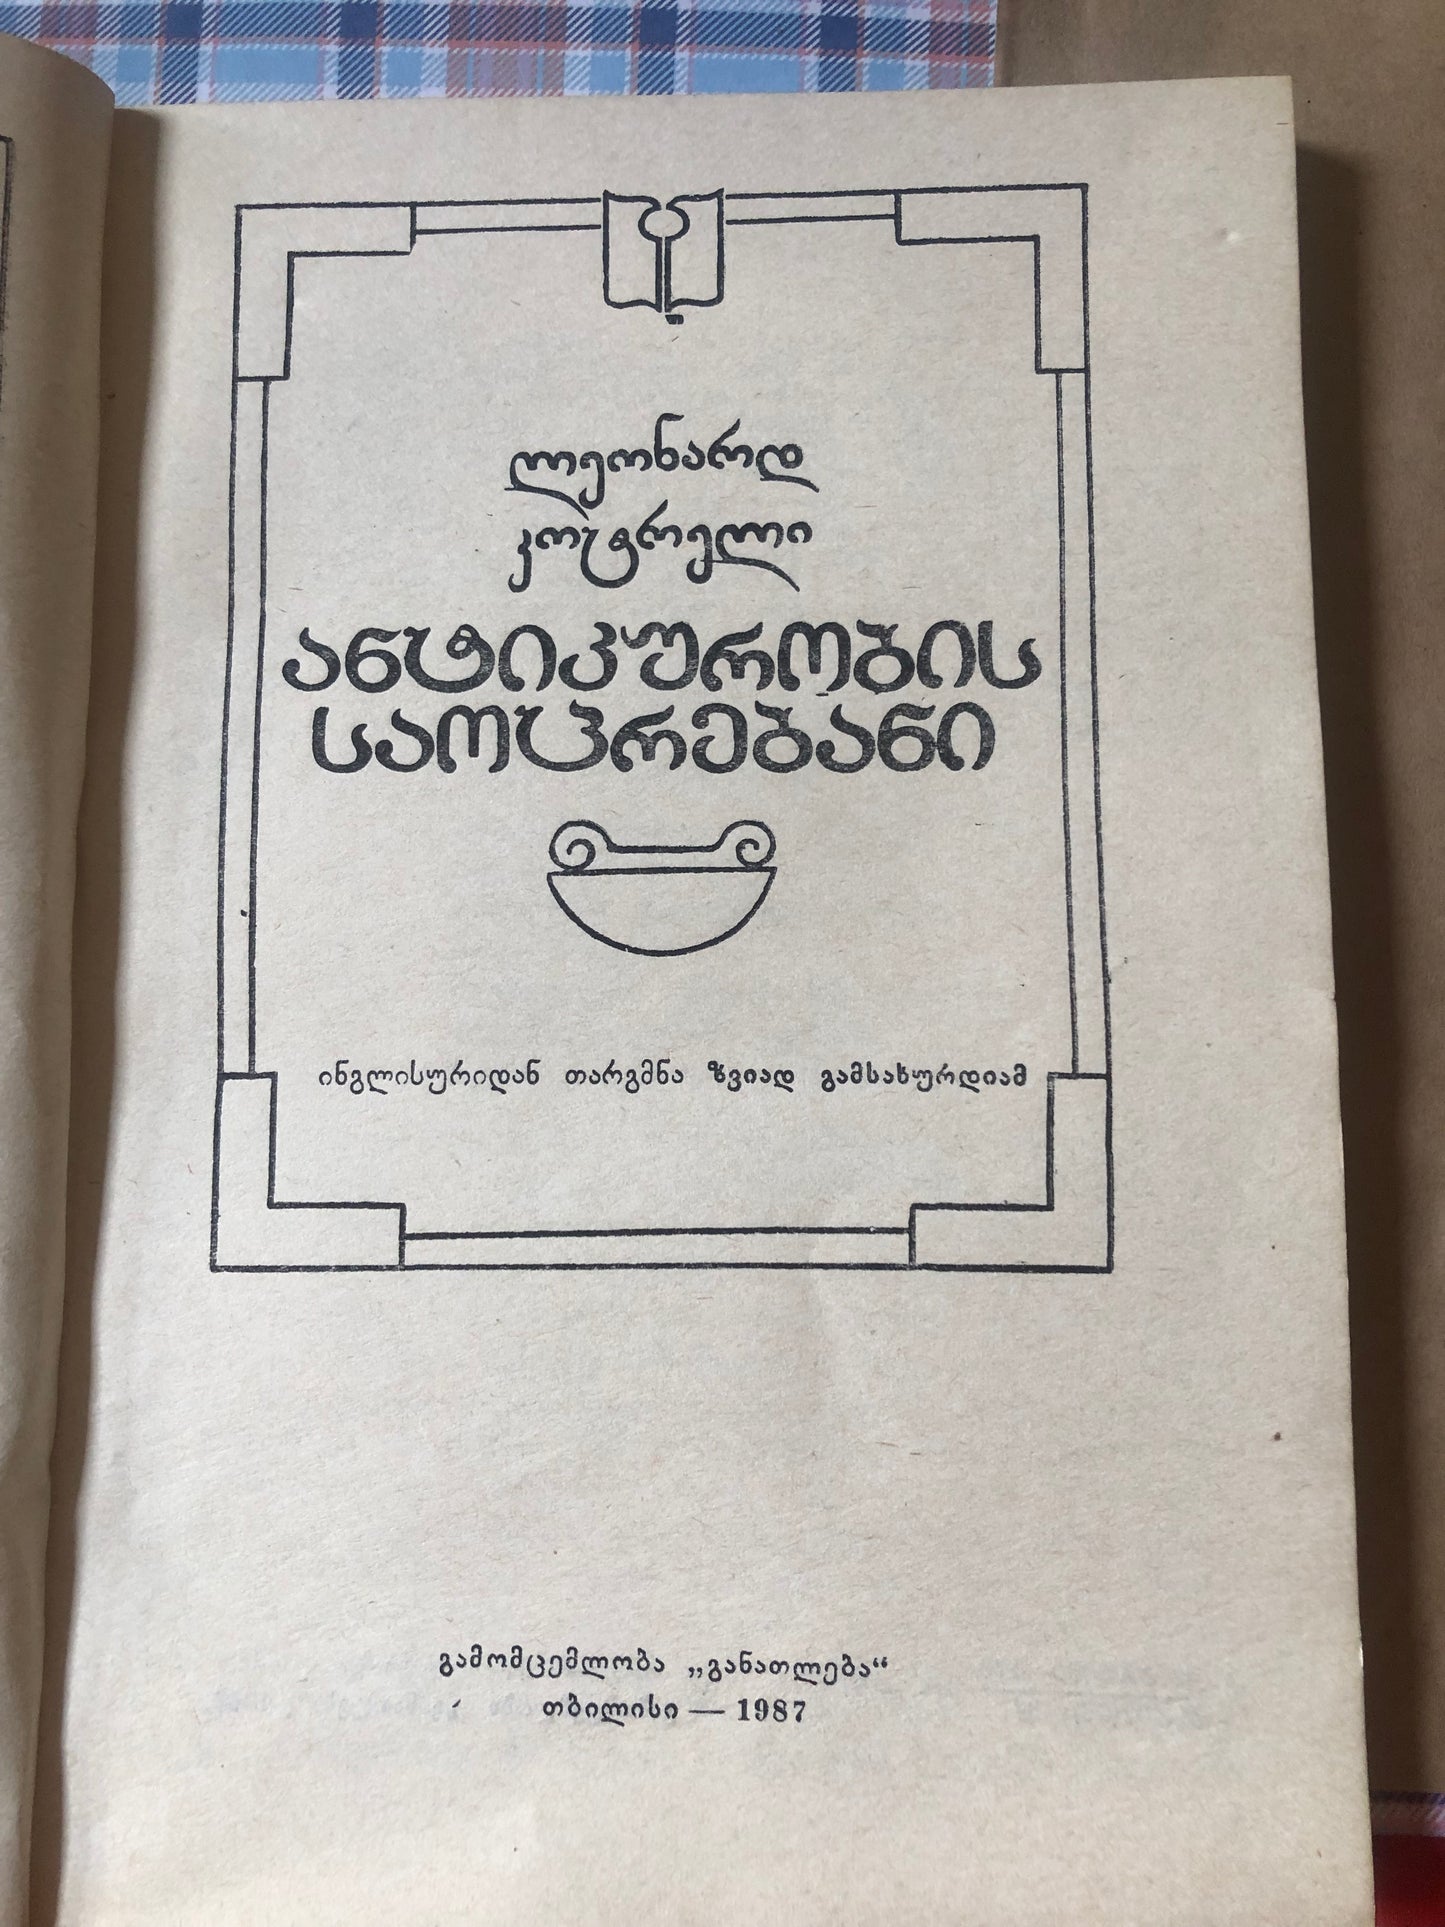 ლეონარდ
კოტრელი
ანტიკურობის
საოცრებანი
ინგლისურიდან თარგმნა ზვიად გამსახურდიამ
გამომცემლობა „განათლება“
თბილისი — 1987